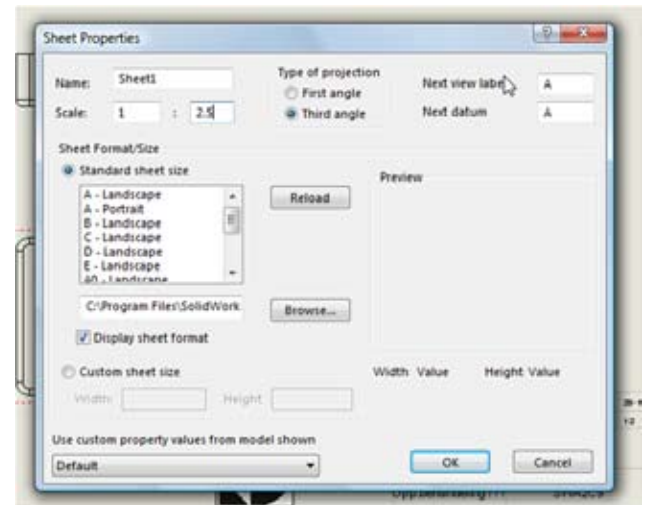 Sheet Properties
Name: Sheet1
Scale: 1 : 2.5
Type of projection
First angle
Third angle
Next view label A
Next datum A
Sheet Format/Size
Standard sheet size
A - Landscape
A - Portrait
B - Landscape
C - Landscape
D - Landscape
E - Landscape
A0 - Landscape
Reload
C:\Program Files\SolidWork
Browse...
Display sheet format
Custom sheet size
Width: Height:
Preview
Width: Value Height: Value
Use custom property values from model shown
Default
OK Cancel